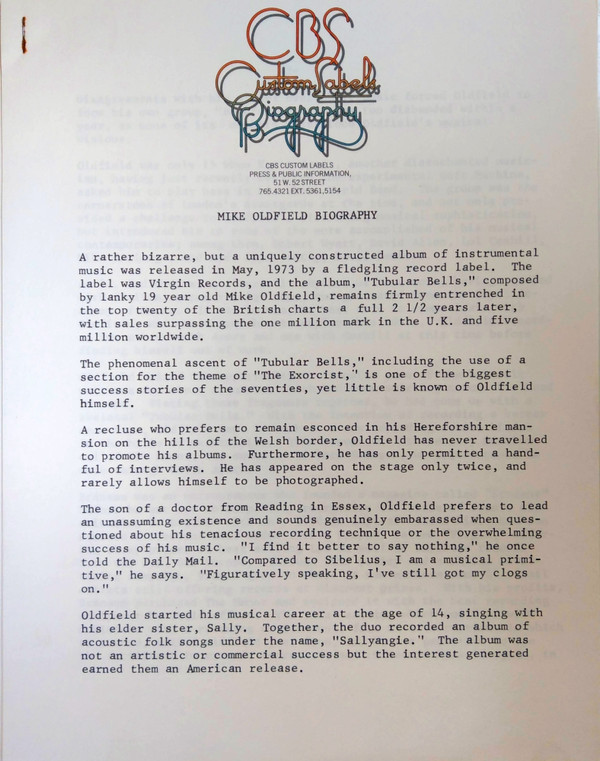 CBS
Custom Labels
Biography
CBS CUSTOM LABELS
PRESS & PUBLIC INFORMATION,
51 W. 52 STREET
765.4321 EXT. 5361,5154
MIKE OLDFIELD BIOGRAPHY
A rather bizarre, but a uniquely constructed album of instrumental
music was released in May, 1973 by a fledgling record label. The
label was Virgin Records, and the album, "Tubular Bells," composed
by lanky 19 year old Mike Oldfield, remains firmly entrenched in
the top twenty of the British charts a full 2 1/2 years later,
with sales surpassing the one million mark in the U.K. and five
million worldwide.
The phenomenal ascent of "Tubular Bells," including the use of a
section for the theme of "The Exorcist," is one of the biggest
success stories of the seventies, yet little is known of Oldfield
himself.
A recluse who prefers to remain esconced in his Hereforshire man-
sion on the hills of the Welsh border, Oldfield has never travelled
to promote his albums. Furthermore, he has only permitted a hand-
ful of interviews. He has appeared on the stage only twice, and
rarely allows himself to be photographed.
The son of a doctor from Reading in Essex, Oldfield prefers to lead
an unassuming existence and sounds genuinely embarassed when ques-
tioned about his tenacious recording technique or the overwhelming
success of his music. "I find it better to say nothing," he once
told the Daily Mail. "Compared to Sibelius, I am a musical primi-
tive," he says. "Figuratively speaking, I've still got my clogs
on."
Oldfield started his musical career at the age of 14, singing with
his elder sister, Sally. Together, the duo recorded an album of
acoustic folk songs under the name, "Sallyangie." The album was
not an artistic or commercial success but the interest generated
earned them an American release.